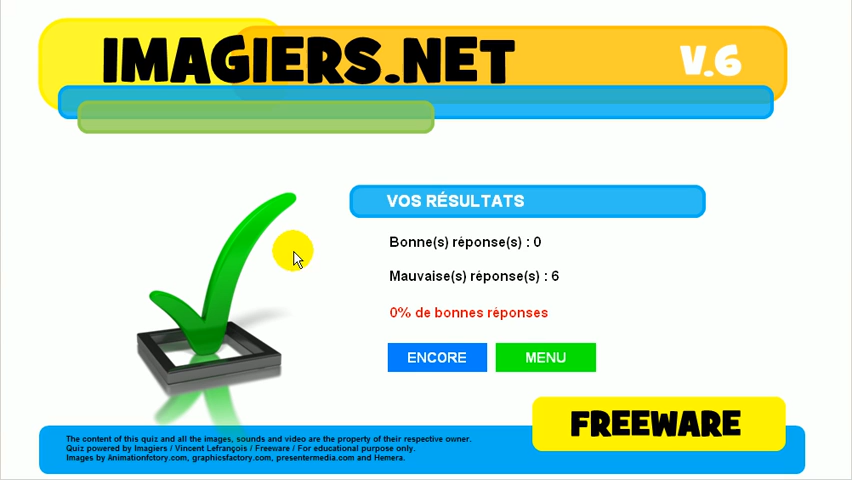 IMAGIERS.NET
V.6
VOS RÉSULTATS
Bonne(s) réponse(s) : 0
Mauvaise(s) réponse(s) : 6
0% de bonnes réponses
ENCORE
MENU
FREEWARE
The content of this quiz and all the images, sounds and video are the property of their respective owner.
Quiz powered by Imagiers / Vincent Lefrançois / Freeware / For educational purpose only.
Images by Animationfctory.com, graphicsfactory.com, presentermedia.com and Hemera.